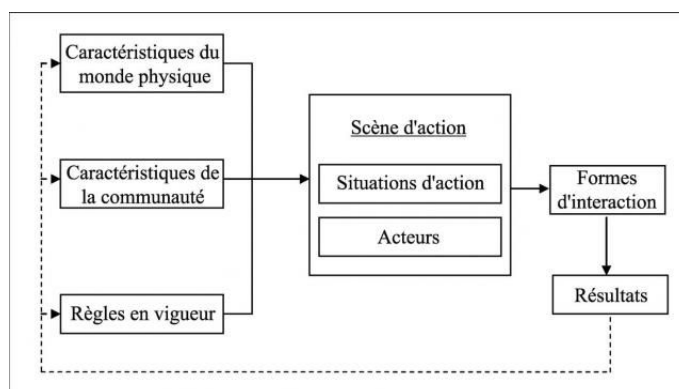 Caractéristiques du
monde physique
Caractéristiques de
la communauté
Règles en vigueur
Scène d'action
Situations d'action
Acteurs
Formes
d'interaction
Résultats